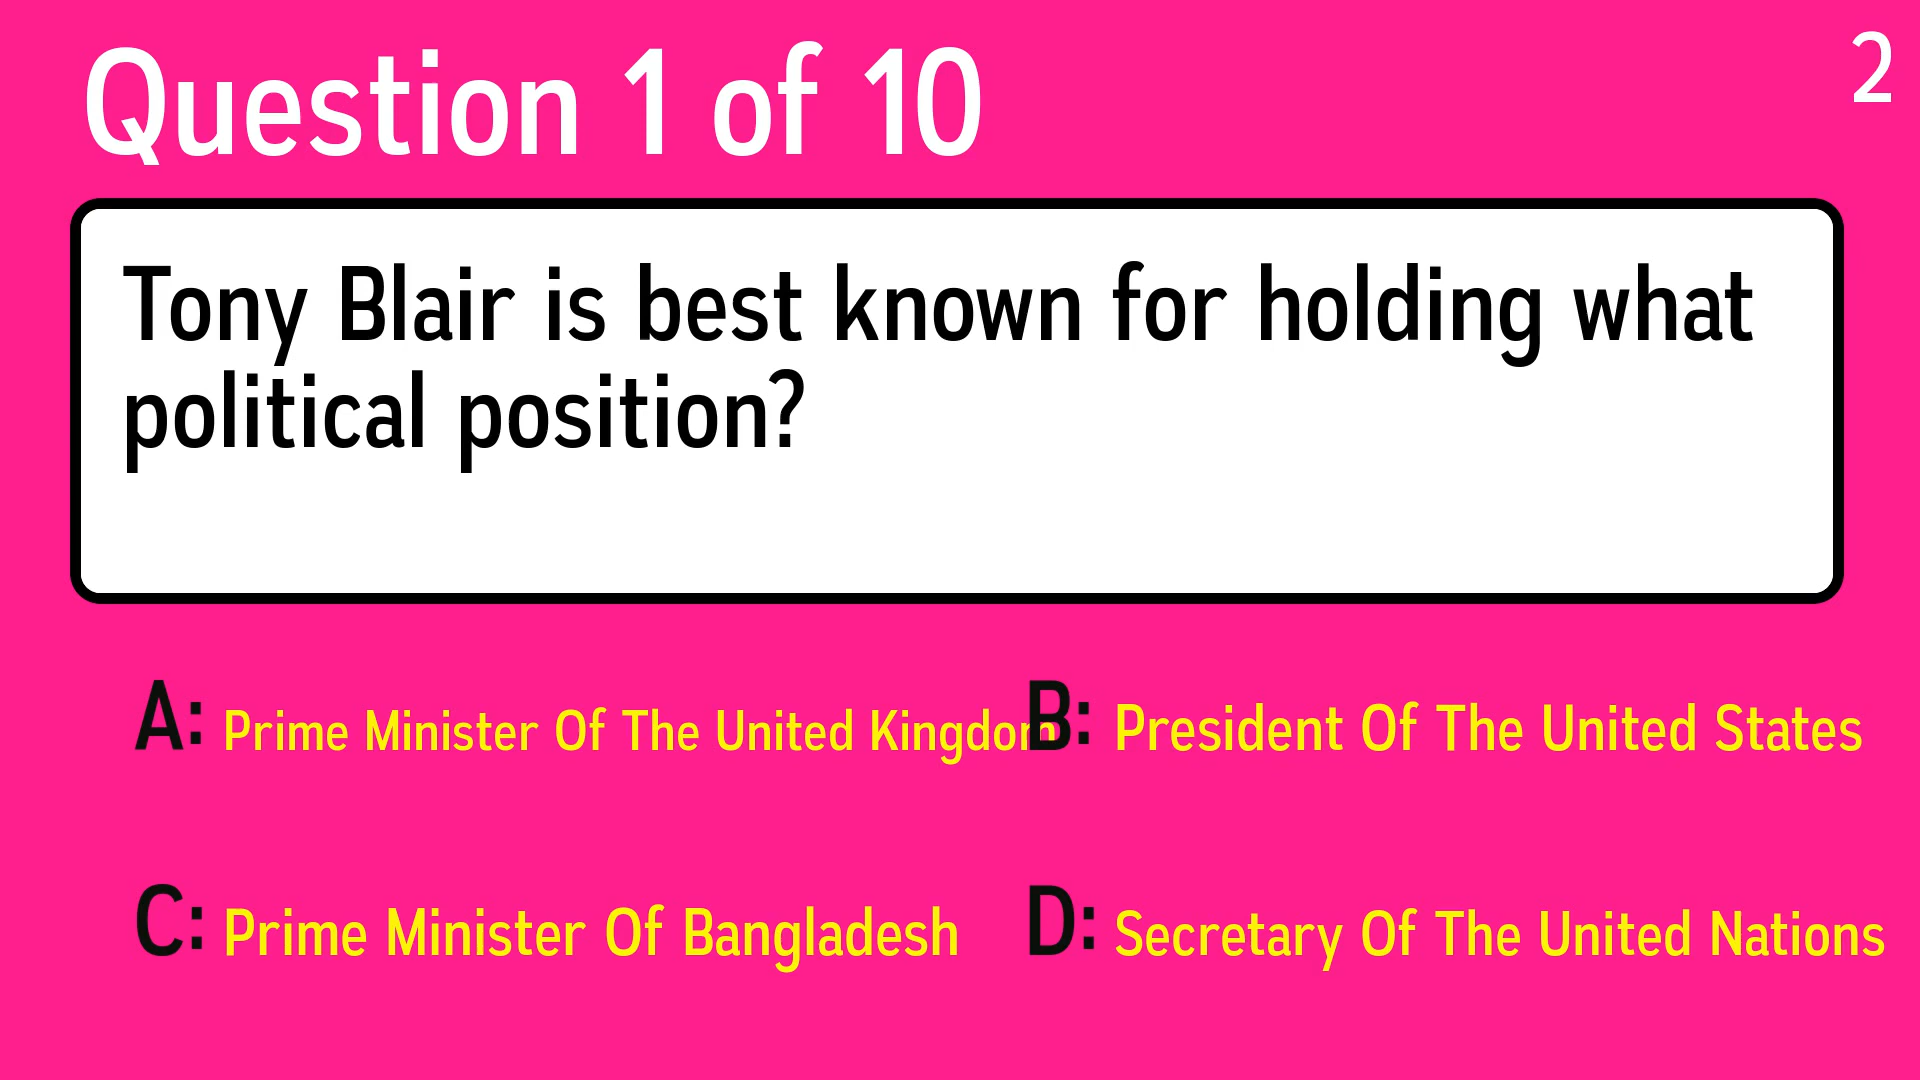 Question 1 of 10
2
Tony Blair is best known for holding what
political position?
A: Prime Minister Of The United Kingdom
B: President Of The United States
C: Prime Minister Of Bangladesh
D: Secretary Of The United Nations